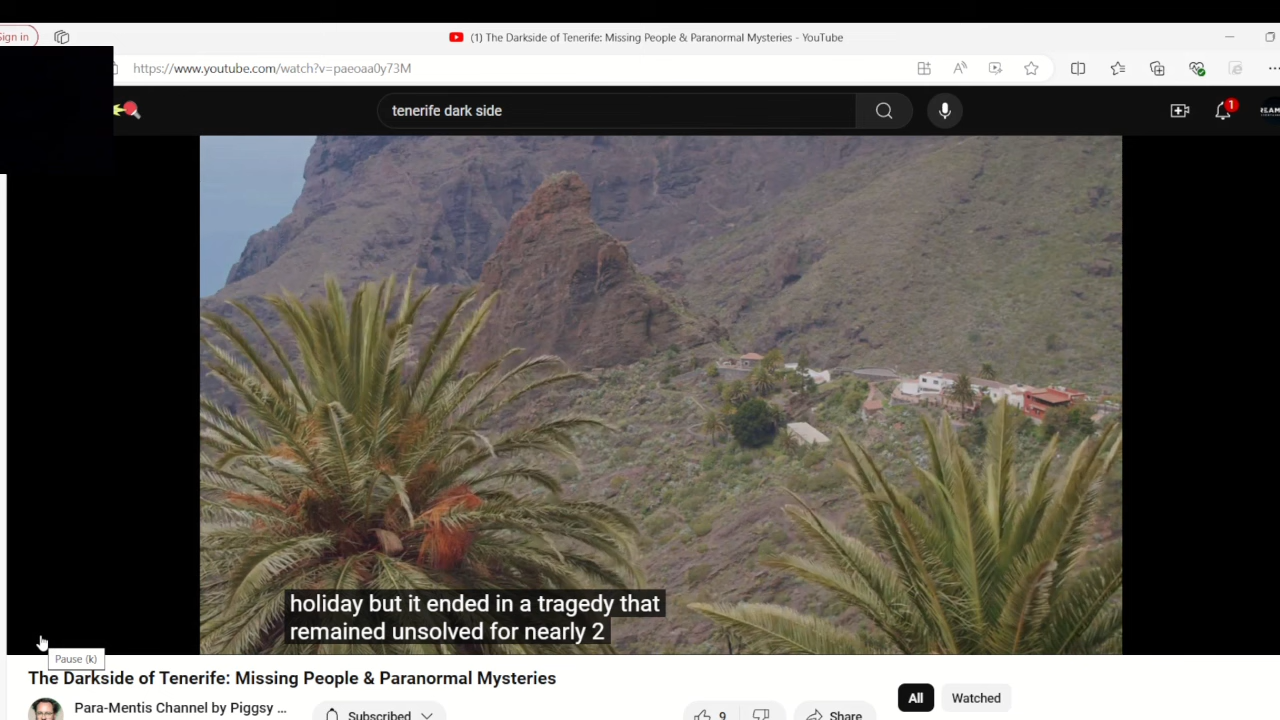 Sign in
(1) The Darkside of Tenerife: Missing People & Paranormal Mysteries - YouTube
https://www.youtube.com/watch?v=paeoaa0y73M
tenerife dark side
1
holiday but it ended in a tragedy that
remained unsolved for nearly 2
Pause (k)
The Darkside of Tenerife: Missing People & Paranormal Mysteries
All
Watched
Para-Mentis Channel by Piggsy ...
Subscribed
9
Share